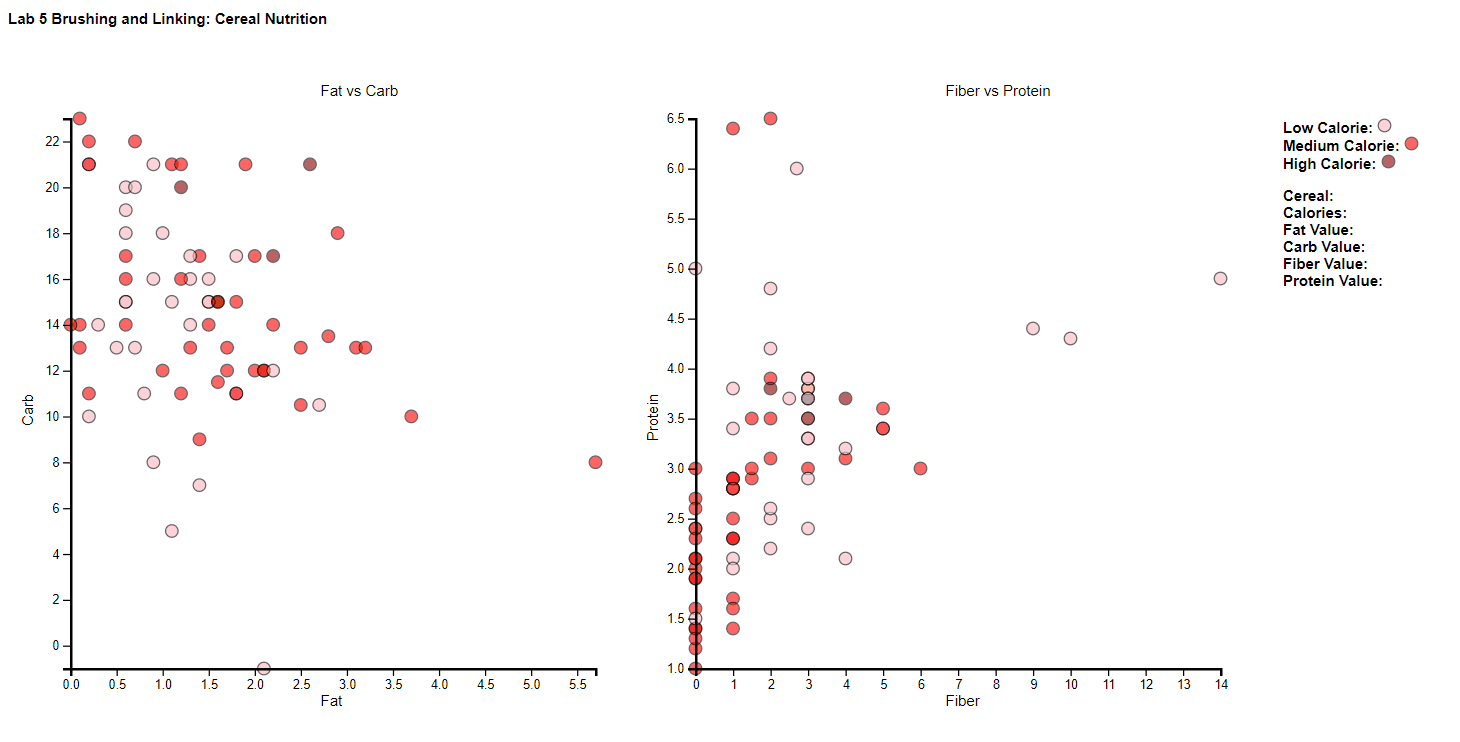 Lab 5 Brushing and Linking: Cereal Nutrition
Fat vs Carb
22
20
18
16
14
12
10
8
6
4
2
0
Carb
0.0 0.5 1.0 1.5 2.0 2.5 3.0 3.5 4.0 4.5 5.0 5.5
Fat
Fiber vs Protein
6.5
6.0
5.5
5.0
4.5
4.0
3.5
3.0
2.5
2.0
1.5
1.0
Protein
0 1 2 3 4 5 6 7 8 9 10 11 12 13 14
Fiber
Low Calorie:
Medium Calorie:
High Calorie:
Cereal:
Calories:
Fat Value:
Carb Value:
Fiber Value:
Protein Value: